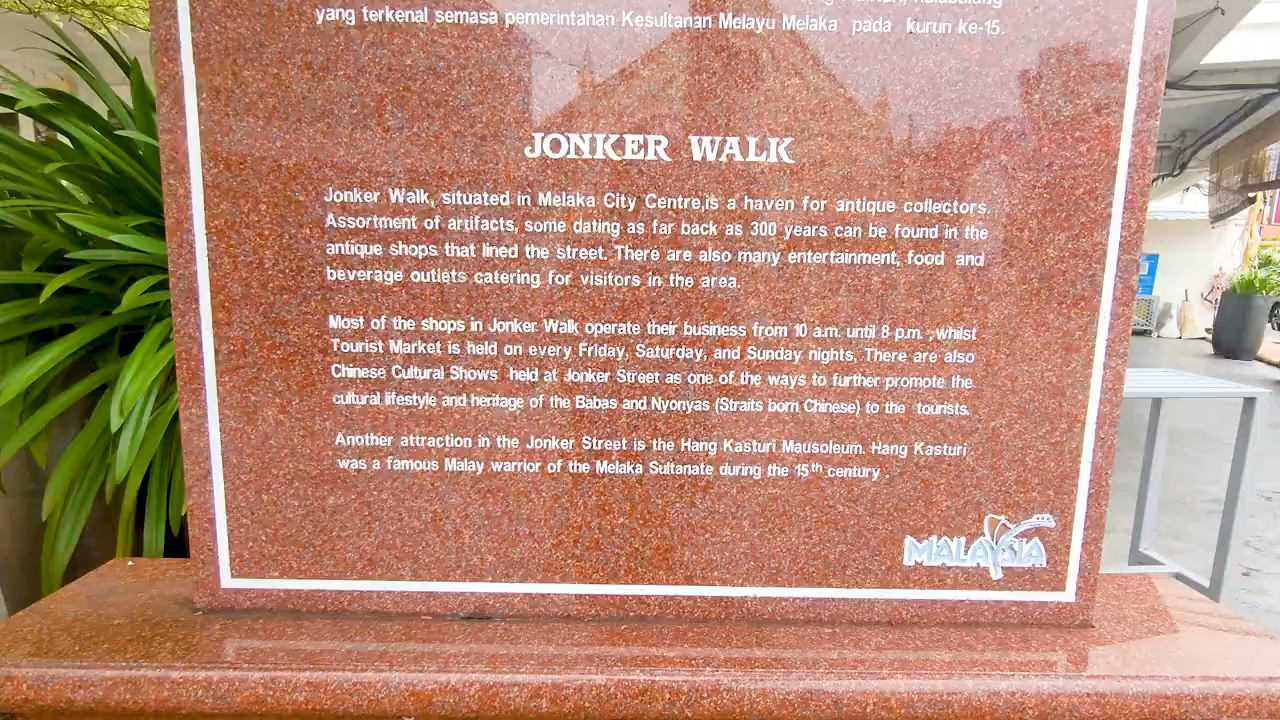 yang terkenal semasa pemerintahan Kesultanan Melayu Melaka pada kurun ke-15.
JONKER WALK
Jonker Walk, situated in Melaka City Centre,is a haven for antique collectors.
Assortment of artifacts, some dating as far back as 300 years can be found in the
antique shops that lined the street. There are also many entertainment, food and
beverage outlets catering for visitors in the area.
Most of the shops in Jonker Walk operate their business from 10 a.m. until 8 p.m. ,whilst
Tourist Market is held on every Friday, Saturday, and Sunday nights. There are also
Chinese Cultural Shows held at Jonker Street as one of the ways to further promote the
cultural lifestyle and heritage of the Babas and Nyonyas (Straits born Chinese) to the tourists.
Another attraction in the Jonker Street is the Hang Kasturi Mausoleum. Hang Kasturi
was a famous Malay warrior of the Melaka Sultanate during the 15th century .
MALAYSIA